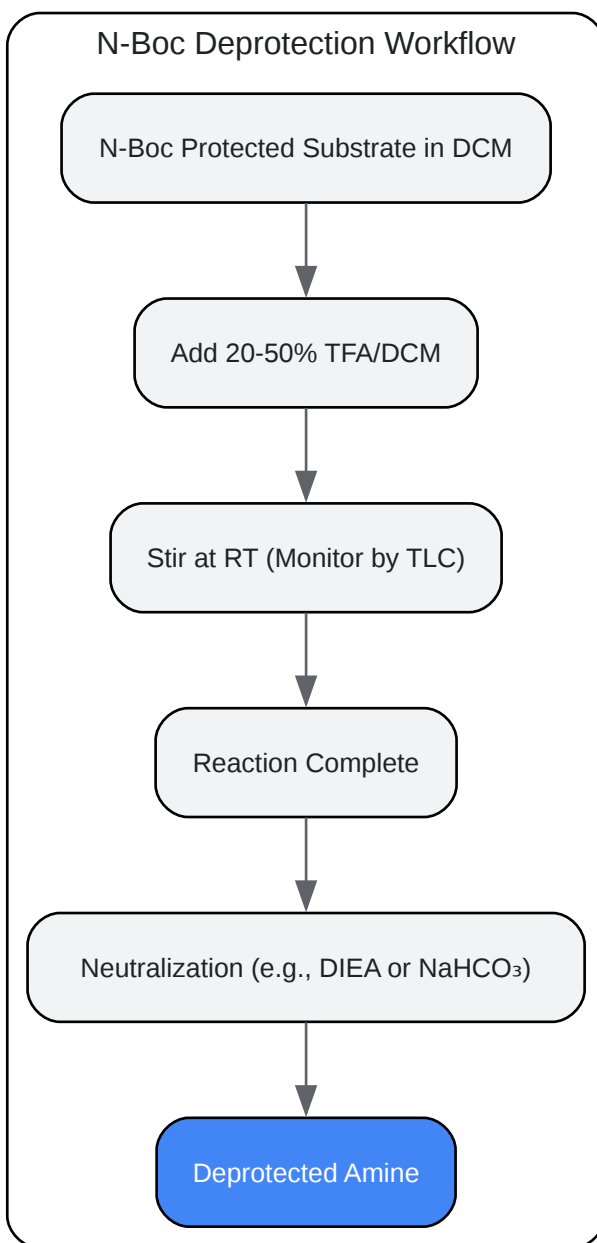 N-Boc Deprotection Workflow
N-Boc Protected Substrate in DCM
Add 20-50% TFA/DCM
Stir at RT (Monitor by TLC)
Reaction Complete
Neutralization (e.g., DIEA or NaHCO₃)
Deprotected Amine